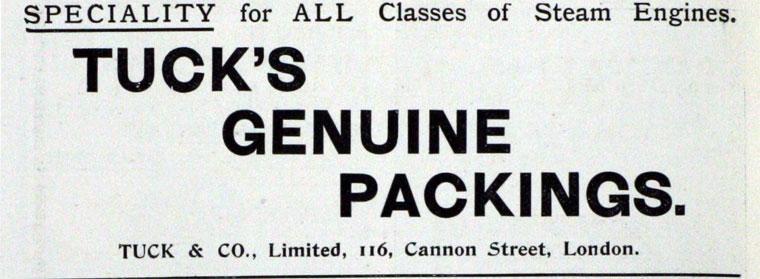 SPECIALITY for ALL Classes of Steam Engines.
TUCK'S
GENUINE
PACKINGS.
TUCK & CO., Limited, 116, Cannon Street, London.